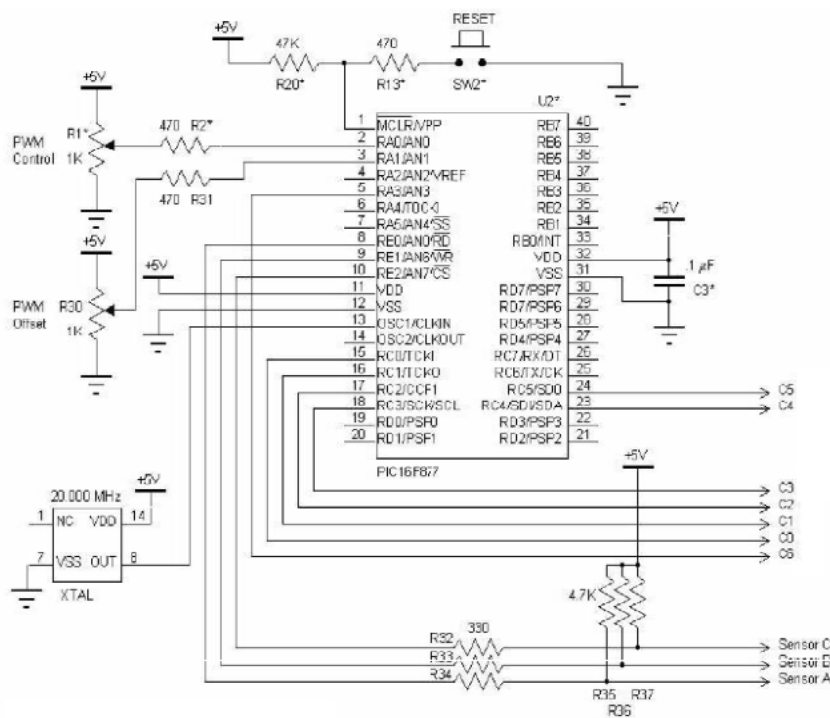 RESET
+5V
47K
470
R20*
R13*
SW2*
U2*
+5V
PWM
Control
R1*
1K
470 R2*
470 R31
+5V
PWM
Offset
R30
1K
+5V
1 MCLR/VPP
2 RA0/AN0
3 RA1/AN1
4 RA2/AN2/VREF
5 RA3/AN3
6 RA4/TOCKI
7 RA5/AN4/SS
8 RE0/AN0/RD
9 RE1/AN6/WR
10 RE2/AN7/CS
11 VDD
12 VSS
13 OSC1/CLKIN
14 OSC2/CLKOUT
15 RC0/TCKI
16 RC1/TCKO
17 RC2/CCF1
18 RC3/SCK/SCL
19 RD0/PSP0
20 RD1/PSP1
RB7 40
RB6 39
RB5 38
RB4 37
RB3 36
RB2 35
RB1 34
RB0/INT 33
VDD 32
VSS 31
RD7/PSP7 30
RD7/PSP6 29
RD5/PSP5 28
RD4/PSP4 27
RC7/RX/DT 26
RC6/TX/CK 25
RC5/SD0 24
RC4/SDI/SDA 23
RD3/PSP3 22
RD2/PSP2 21
PIC16F877
+5V
.1 µF
C3*
C5
C4
+5V
C3
C2
C1
C0
C6
20.000 MHz
+5V
1 NC VDD 14
7 VSS OUT 8
XTAL
4.7K
R32 330
R33
R34
R35 R37
R36
Sensor C
Sensor B
Sensor A